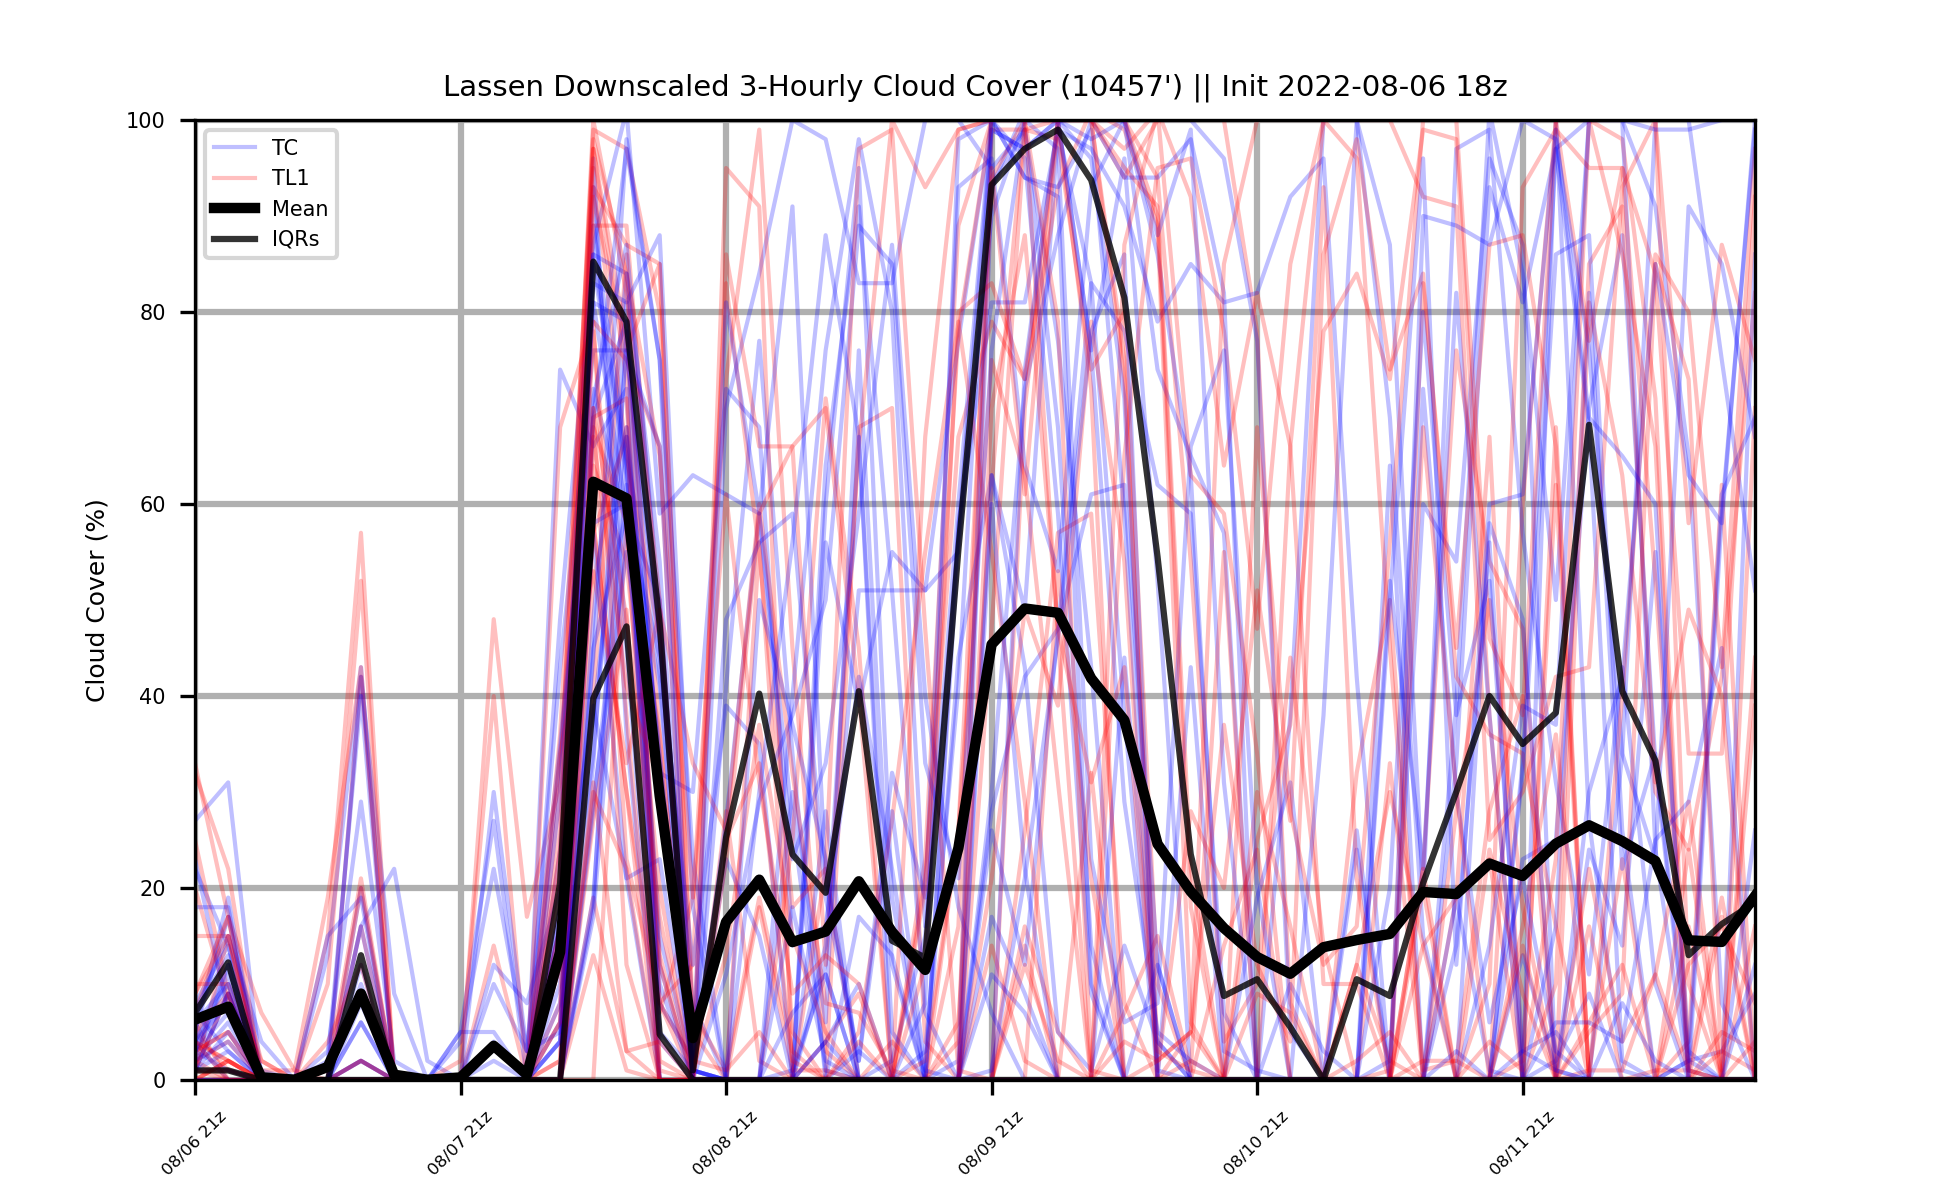 Lassen Downscaled 3-Hourly Cloud Cover (10457') || Init 2022-08-06 18z
TC
TL1
Mean
IQRs
Cloud Cover (%)
100
80
60
40
20
0
08/06 21z
08/07 21z
08/08 21z
08/09 21z
08/10 21z
08/11 21z